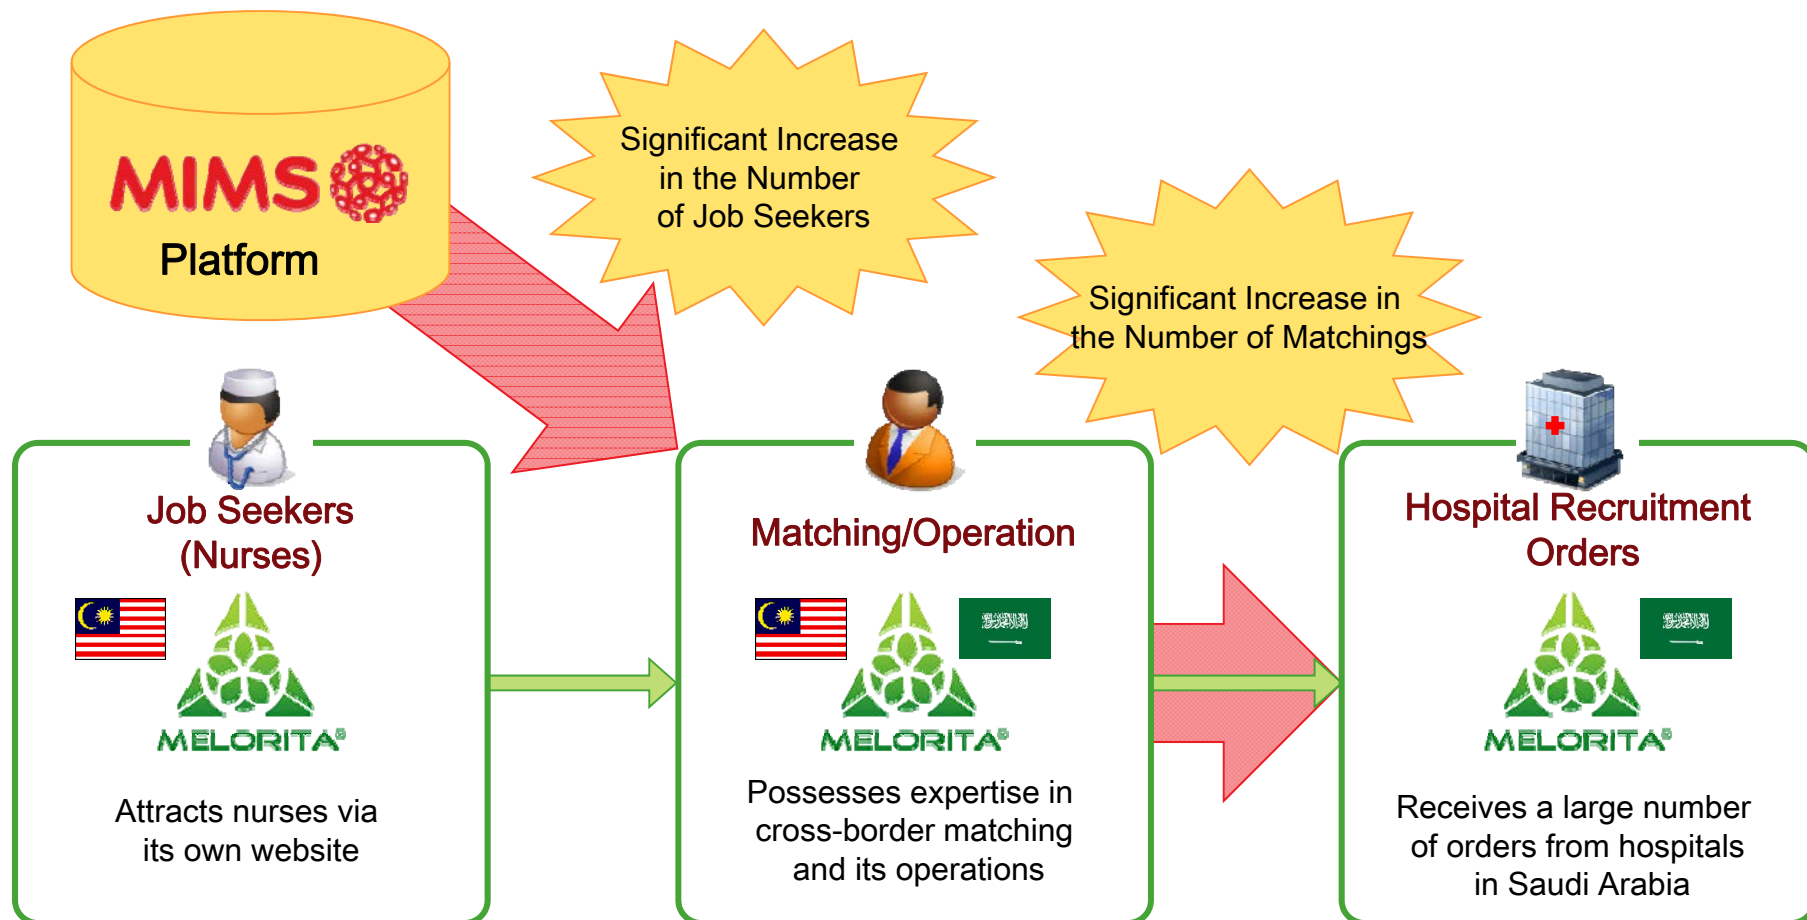 MIMS
Platform
Significant Increase
in the Number
of Job Seekers
Significant Increase in
the Number of Matchings
Job Seekers
(Nurses)
MELORITA®
Attracts nurses via
its own website
Matching/Operation
MELORITA®
Possesses expertise in
cross-border matching
and its operations
Hospital Recruitment
Orders
MELORITA®
Receives a large number
of orders from hospitals
in Saudi Arabia